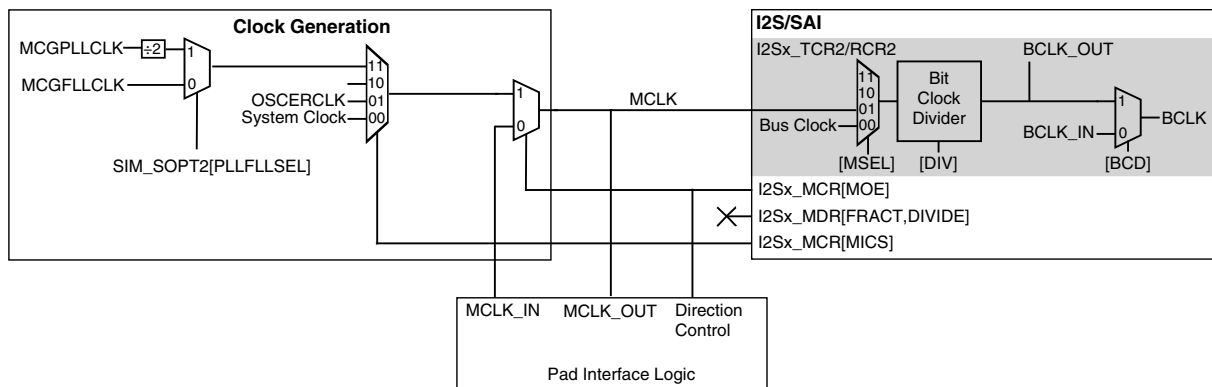 Clock Generation
MCGPLLCLK
÷2
1
MCGFLLCLK
0
SIM_SOPT2[PLLFLLSEL]
11
10
OSCERCLK
01
System Clock
00
1
0
MCLK
I2S/SAI
I2Sx_TCR2/RCR2
11
10
01
Bus Clock
00
[MSEL]
Bit
Clock
Divider
[DIV]
BCLK_OUT
1
BCLK_IN
0
BCLK
[BCD]
I2Sx_MCR[MOE]
I2Sx_MDR[FRACT,DIVIDE]
I2Sx_MCR[MICS]
MCLK_IN
MCLK_OUT
Direction
Control
Pad Interface Logic